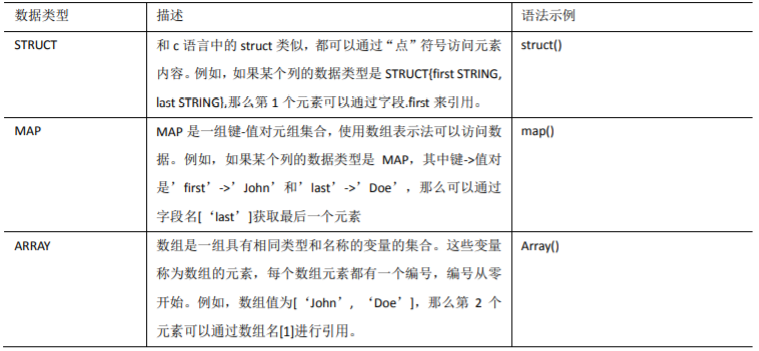 数据类型 描述 语法示例
STRUCT 和 c 语言中的 struct 类似，都可以通过“点”符号访问元素 struct()
内容。例如，如果某个列的数据类型是 STRUCT{first STRING,
last STRING},那么第 1 个元素可以通过字段.first 来引用。
MAP MAP 是一组键-值对元组集合，使用数组表示法可以访问数 map()
据。例如，如果某个列的数据类型是 MAP，其中键->值对
是’first’->’John’和’last’->’Doe’，那么可以通过
字段名[‘last’]获取最后一个元素
ARRAY 数组是一组具有相同类型和名称的变量的集合。这些变量 Array()
称为数组的元素，每个数组元素都有一个编号，编号从零
开始。例如，数组值为[‘John’, ‘Doe’]，那么第 2 个
元素可以通过数组名[1]进行引用。